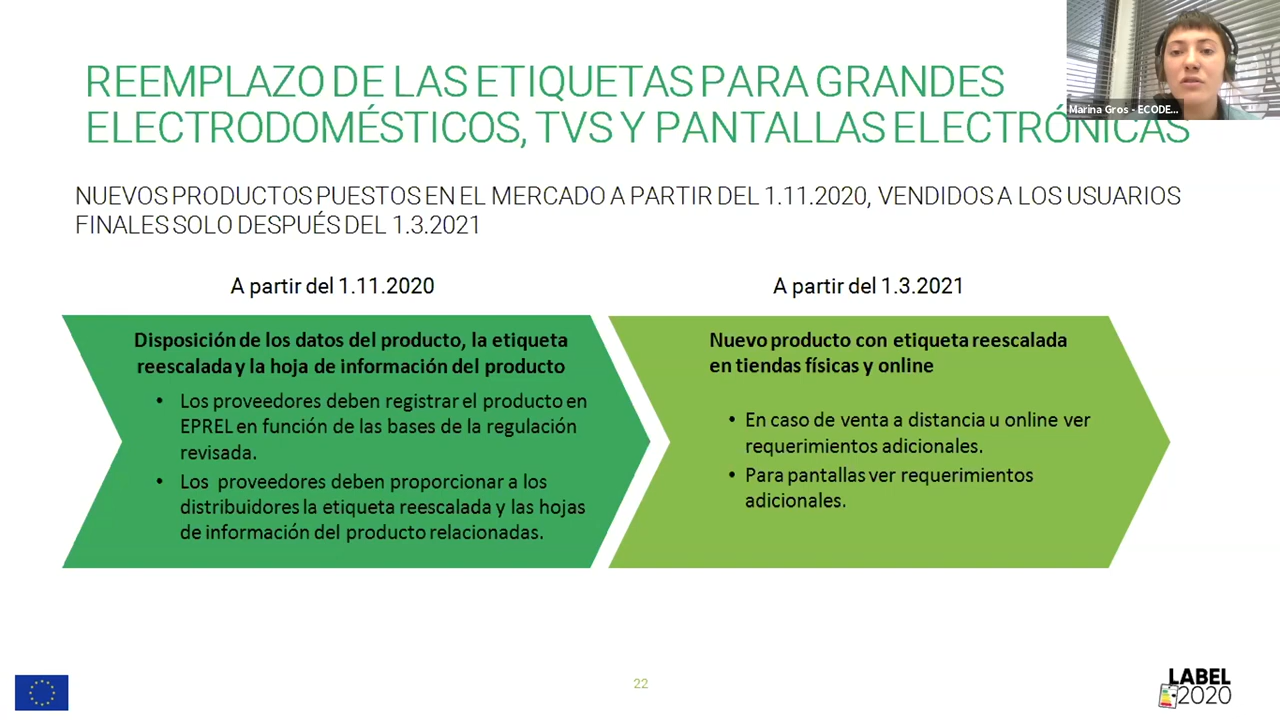 REEMPLAZO DE LAS ETIQUETAS PARA GRANDES
ELECTRODOMÉSTICOS, TVS Y PANTALLAS ELECTRÓNICAS
Marina Gros - ECODE...
NUEVOS PRODUCTOS PUESTOS EN EL MERCADO A PARTIR DEL 1.11.2020, VENDIDOS A LOS USUARIOS
FINALES SOLO DESPUÉS DEL 1.3.2021
A partir del 1.11.2020
Disposición de los datos del producto, la etiqueta
reescalada y la hoja de información del producto
• Los proveedores deben registrar el producto en
EPREL en función de las bases de la regulación
revisada.
• Los proveedores deben proporcionar a los
distribuidores la etiqueta reescalada y las hojas
de información del producto relacionadas.
A partir del 1.3.2021
Nuevo producto con etiqueta reescalada
en tiendas físicas y online
• En caso de venta a distancia u online ver
requerimientos adicionales.
• Para pantallas ver requerimientos
adicionales.
22
LABEL
2020